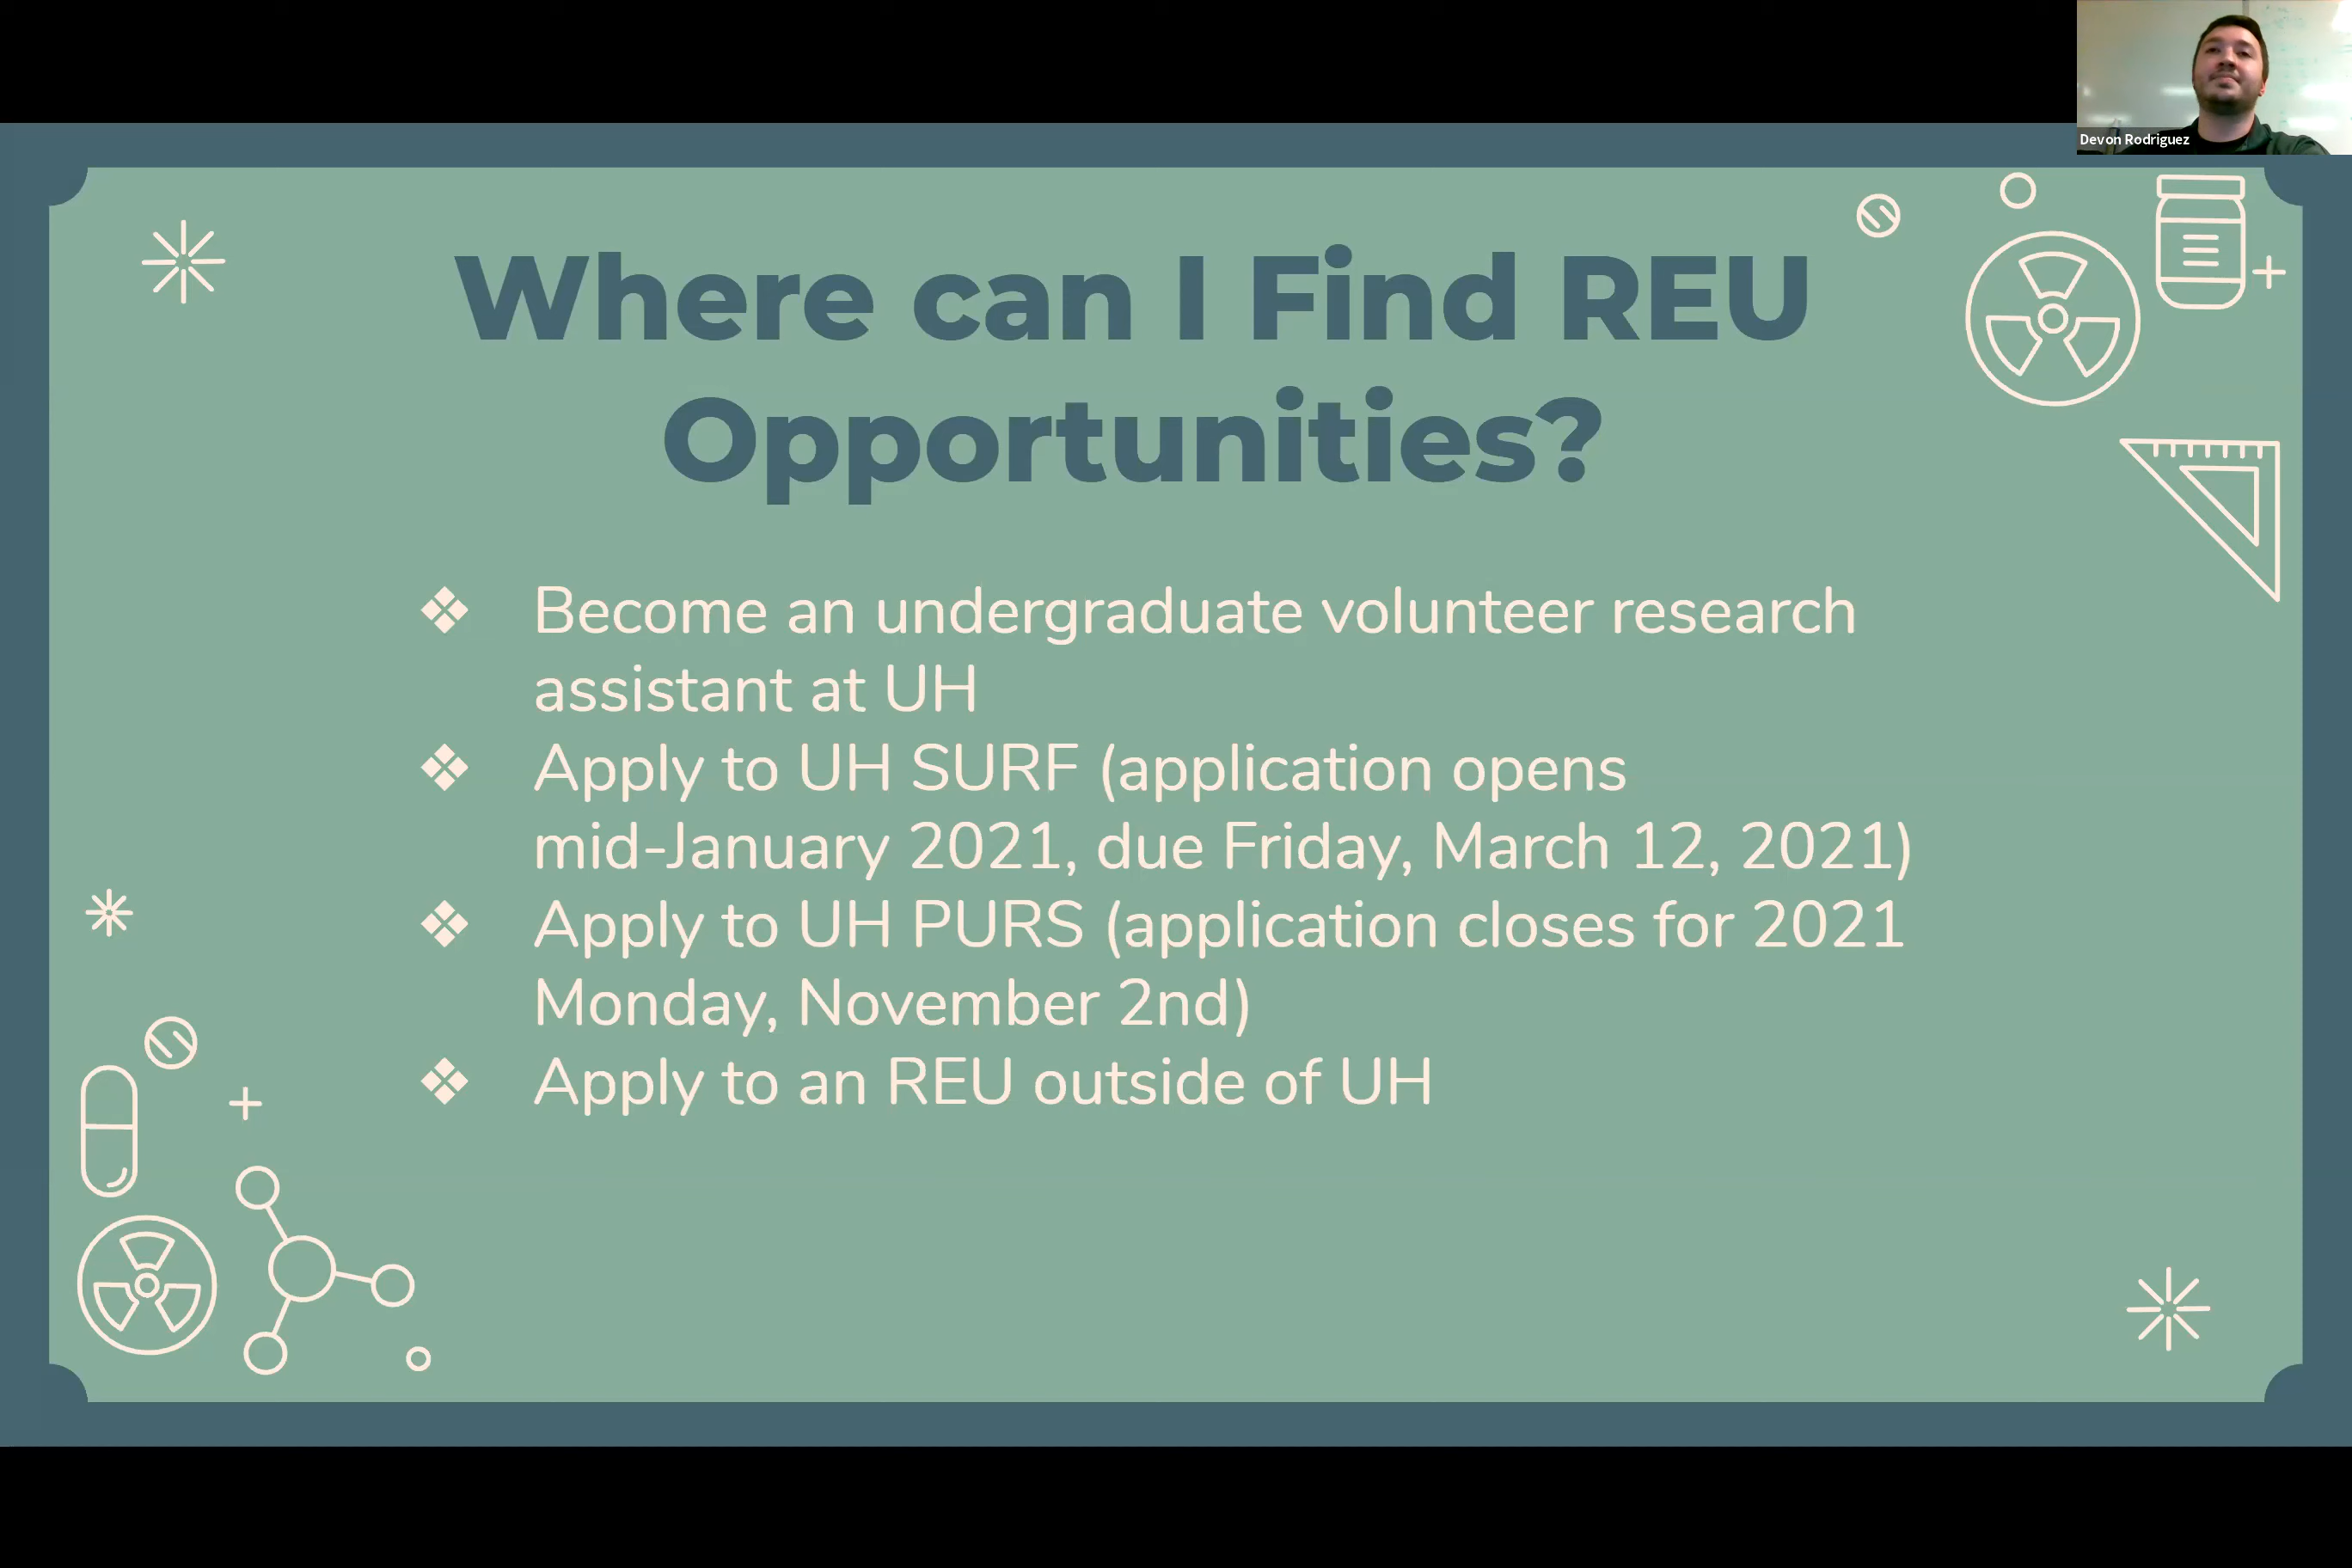 Devon Rodriguez
Where can I Find REU
Opportunities?
❖ Become an undergraduate volunteer research
assistant at UH
❖ Apply to UH SURF (application opens
mid-January 2021, due Friday, March 12, 2021)
❖ Apply to UH PURS (application closes for 2021
Monday, November 2nd)
❖ Apply to an REU outside of UH